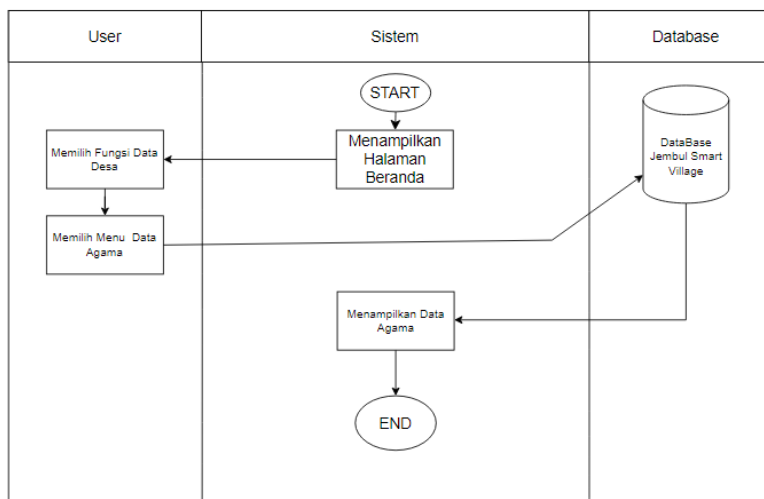 User
Sistem
Database
START
Menampilkan
Halaman
Beranda
Memilih Fungsi Data
Desa
Memilih Menu Data
Agama
DataBase
Jembul Smart
Village
Menampilkan Data
Agama
END